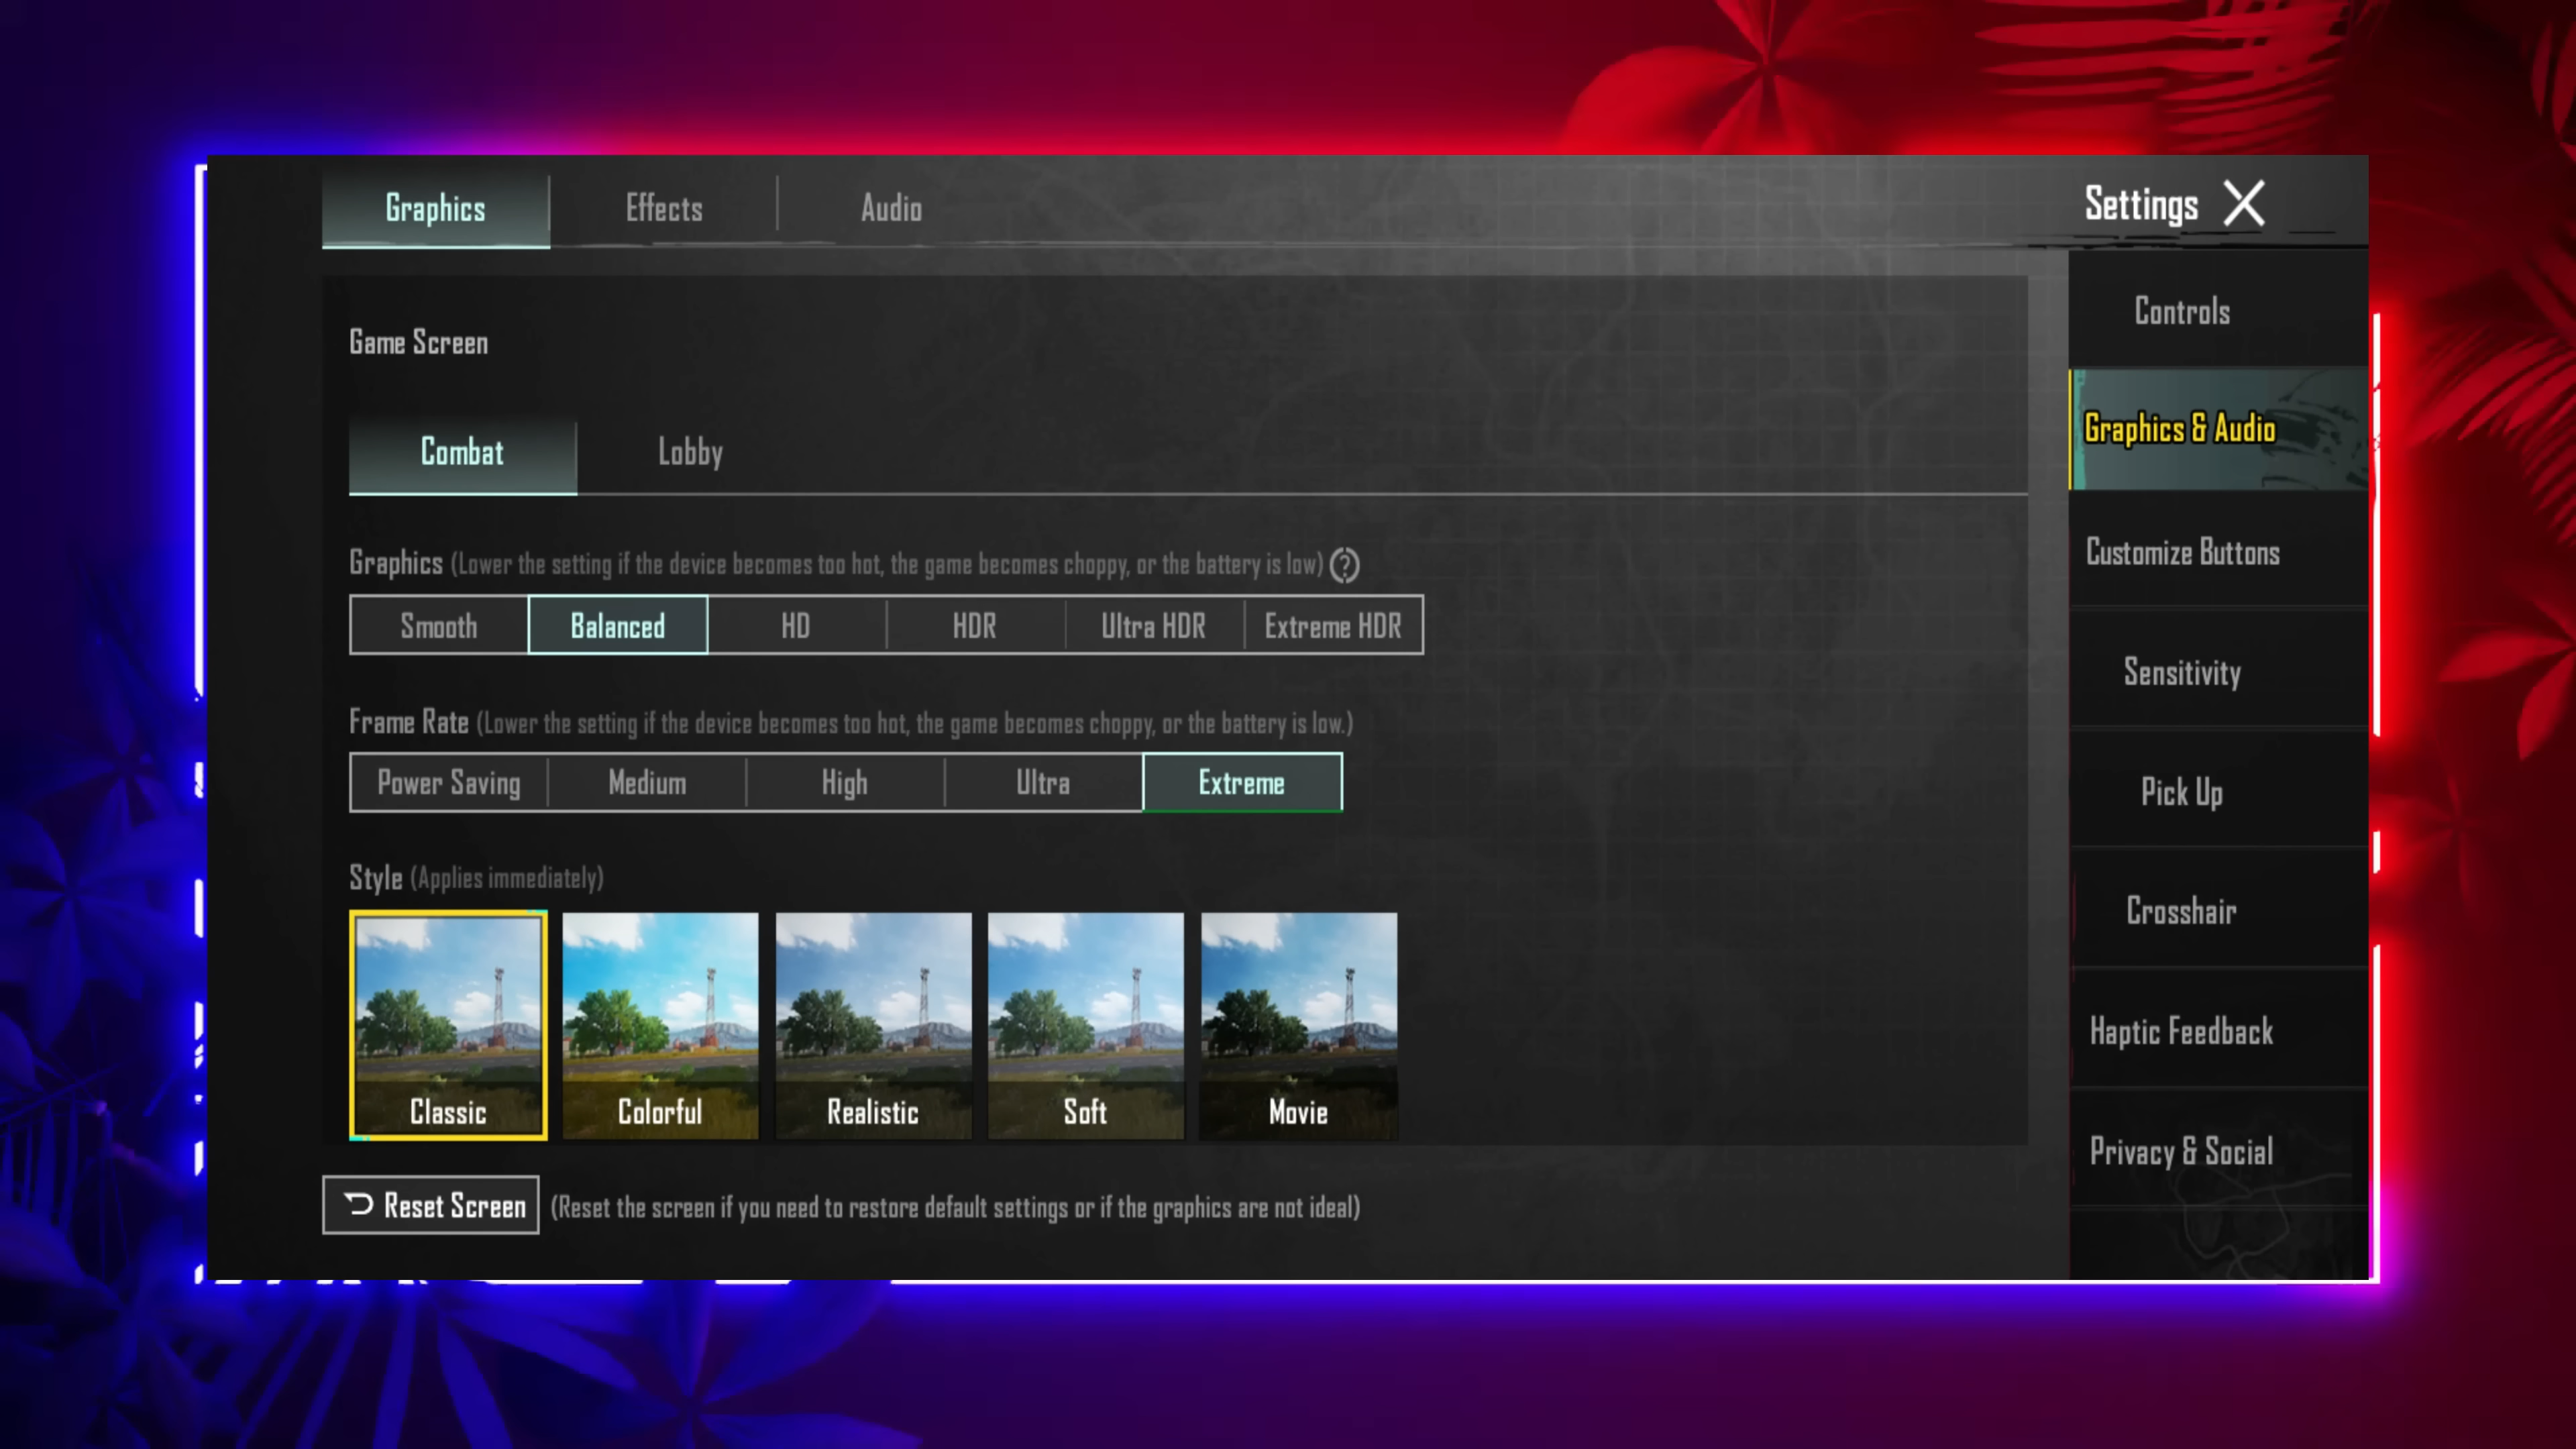 Graphics
Effects
Audio
Settings
Game Screen
Combat
Lobby
Graphics (Lower the setting if the device becomes too hot, the game becomes choppy, or the battery is low)
Smooth
Balanced
HD
HDR
Ultra HDR
Extreme HDR
Frame Rate (Lower the setting if the device becomes too hot, the game becomes choppy, or the battery is low.)
Power Saving
Medium
High
Ultra
Extreme
Style (Applies immediately)
Classic
Colorful
Realistic
Soft
Movie
Reset Screen
(Reset the screen if you need to restore default settings or if the graphics are not ideal)
Controls
Graphics & Audio
Customize Buttons
Sensitivity
Pick Up
Crosshair
Haptic Feedback
Privacy & Social